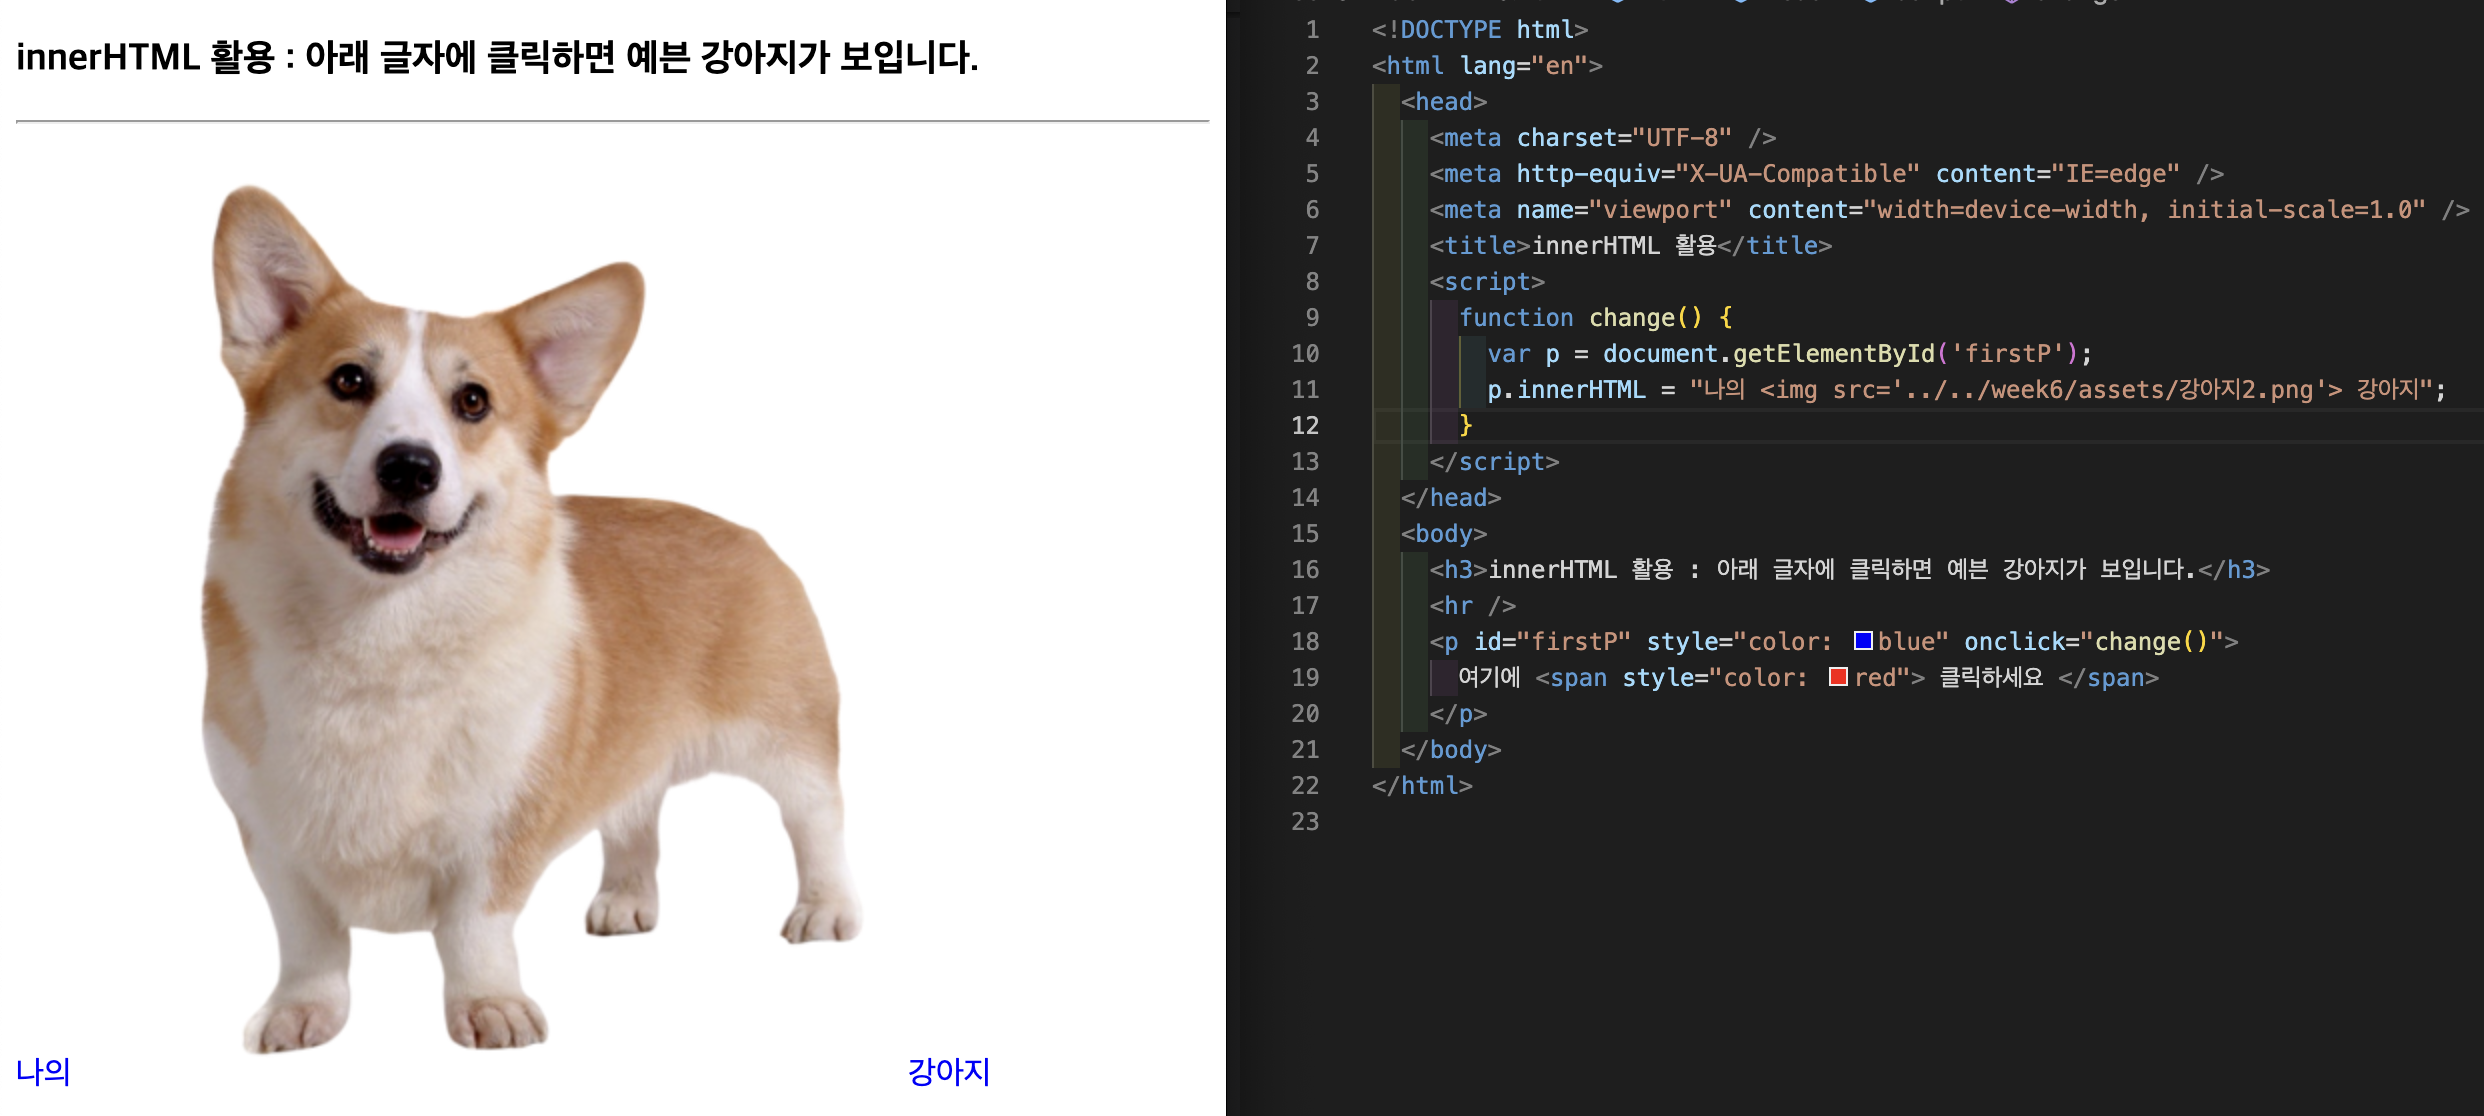 innerHTML 활용 : 아래 글자에 클릭하면 예쁜 강아지가 보입니다.
나의 강아지
1 <!DOCTYPE html>
2 <html lang="en">
3 <head>
4 <meta charset="UTF-8" />
5 <meta http-equiv="X-UA-Compatible" content="IE=edge" />
6 <meta name="viewport" content="width=device-width, initial-scale=1.0" />
7 <title>innerHTML 활용</title>
8 <script>
9 function change() {
10 var p = document.getElementById('firstP');
11 p.innerHTML = "나의 <img src='../../week6/assets/강아지2.png'> 강아지";
12 }
13 </script>
14 </head>
15 <body>
16 <h3>innerHTML 활용 : 아래 글자에 클릭하면 예쁜 강아지가 보입니다.</h3>
17 <hr />
18 <p id="firstP" style="color: blue" onclick="change()">
19 여기에 <span style="color: red"> 클릭하세요 </span>
20 </p>
21 </body>
22 </html>
23